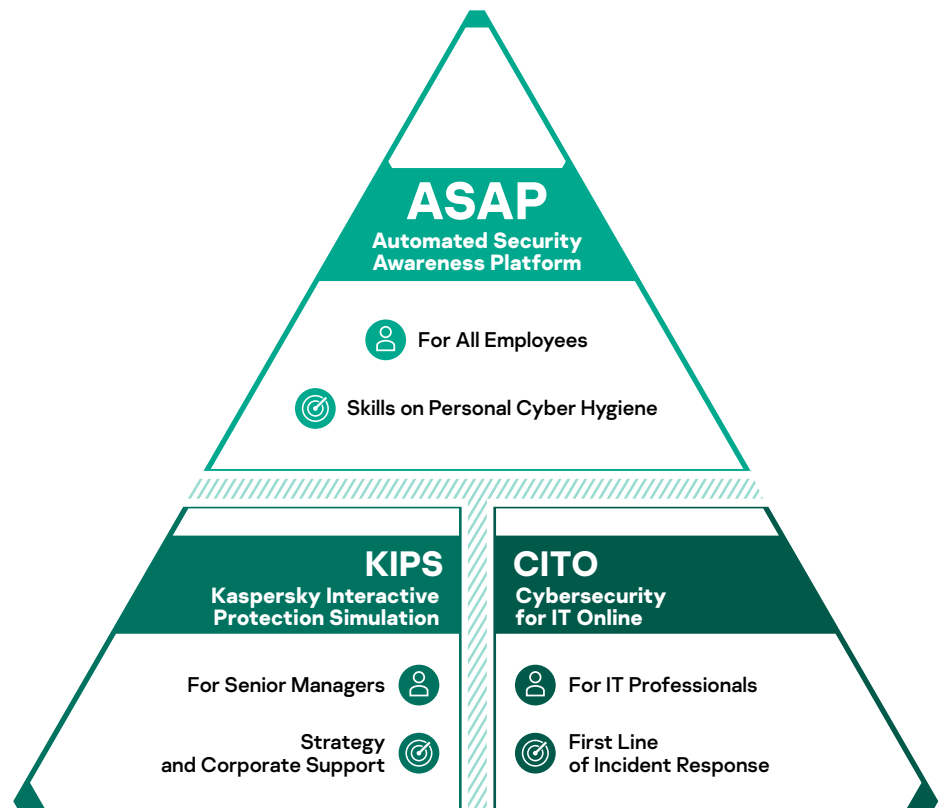 ASAP
Automated Security
Awareness Platform
For All Employees
Skills on Personal Cyber Hygiene
KIPS
Kaspersky Interactive
Protection Simulation
For Senior Managers
Strategy
and Corporate Support
CITO
Cybersecurity
for IT Online
For IT Professionals
First Line
of Incident Response